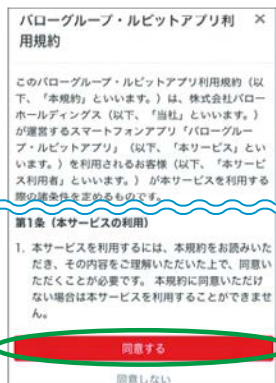 バローグループ・ルビットアプリ利 ×
用規約
このバローグループ・ルビットアプリ利用規約（以
下、「本規約」といいます。）は、株式会社バロー
ホールディングス（以下、「当社」といいます。）
が運営するスマートフォンアプリ「バローグルー
プ・ルビットアプリ」（以下、「本サービス」とい
います。）を利用されるお客様（以下、「本サービ
ス利用者」といいます。） が本サービスを利用する
際の諸条件を定めるものです。
第1条（本サービスの利用）
1. 本サービスを利用するには、本規約をお読みいた
だき、その内容をご理解いただいた上で、同意い
ただくことが必要です。 本規約に同意いただけ
ない場合は本サービスを利用することができませ
ん。
同意する
同意しない